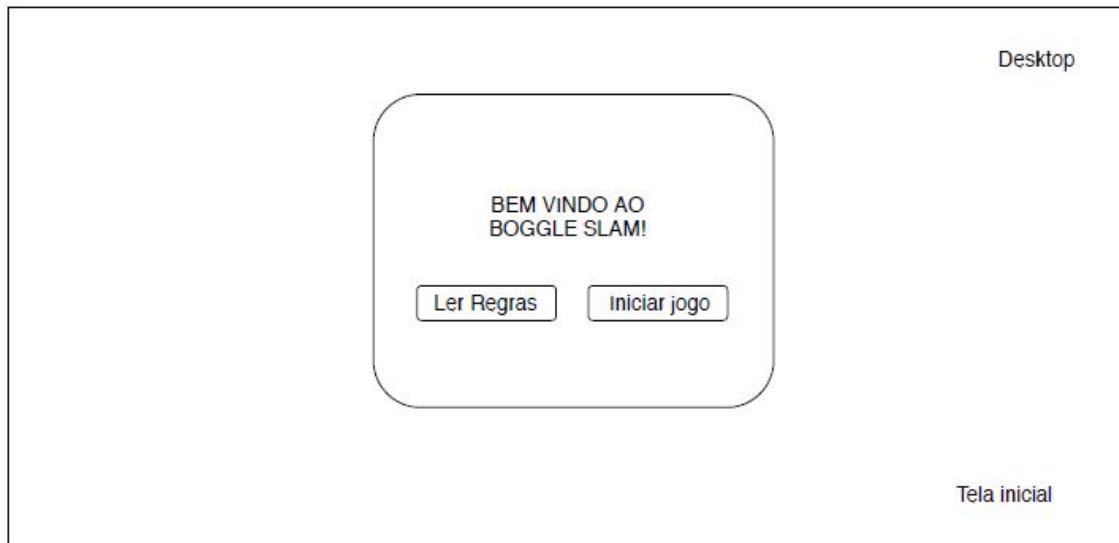 Desktop
BEM VINDO AO
BOGGLE SLAM!
Ler Regras
Iniciar jogo
Tela inicial